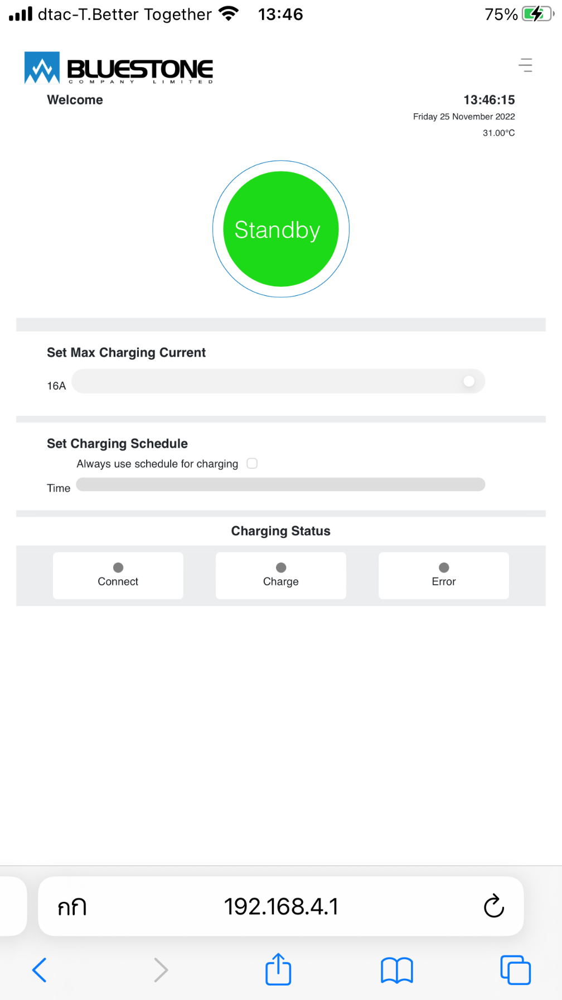 dtac-T.Better Together 13:46 75%
BLUESTONE
COMPANY LIMITED
Welcome 13:46:15
Friday 25 November 2022
31.00°C
Standby
Set Max Charging Current
16A
Set Charging Schedule
Always use schedule for charging
Time
Charging Status
Connect Charge Error
กก 192.168.4.1